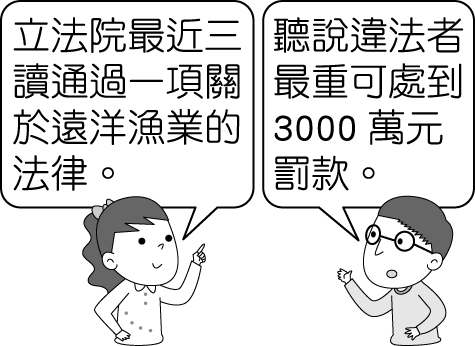 立法院最近三
讀通過一項關
於遠洋漁業的
法律。
聽說違法者
最重可處到
3000 萬元
罰款。